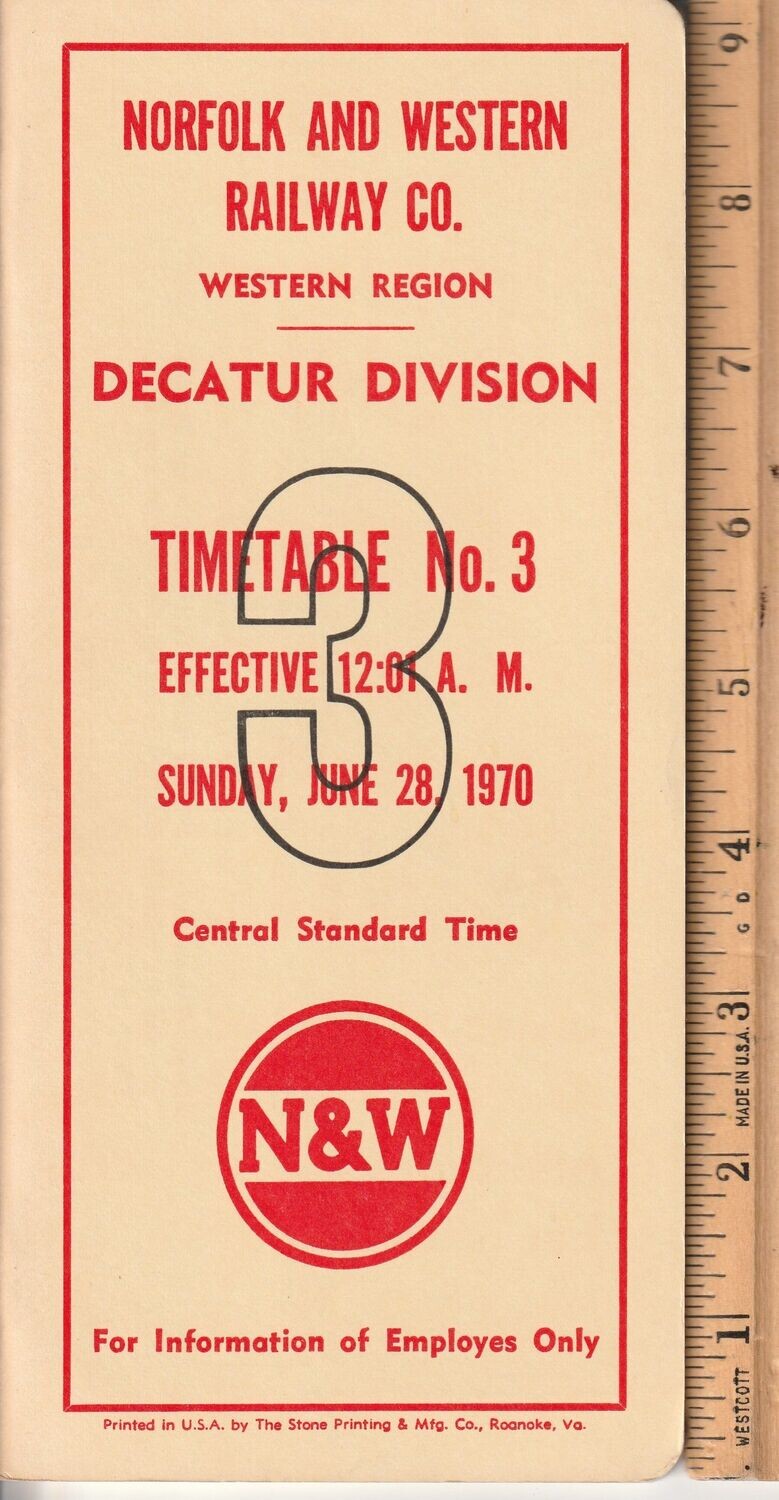 NORFOLK AND WESTERN
RAILWAY CO.
WESTERN REGION
DECATUR DIVISION
3
TIMETABLE No. 3
EFFECTIVE 12:01 A. M.
SUNDAY, JUNE 28, 1970
Central Standard Time
N&W
For Information of Employes Only
Printed in U.S.A. by The Stone Printing & Mfg. Co., Roanoke, Va.
9
8
7
6
5
4
G D
3
MADE IN U.S.A.
2
1
WESTCOTT